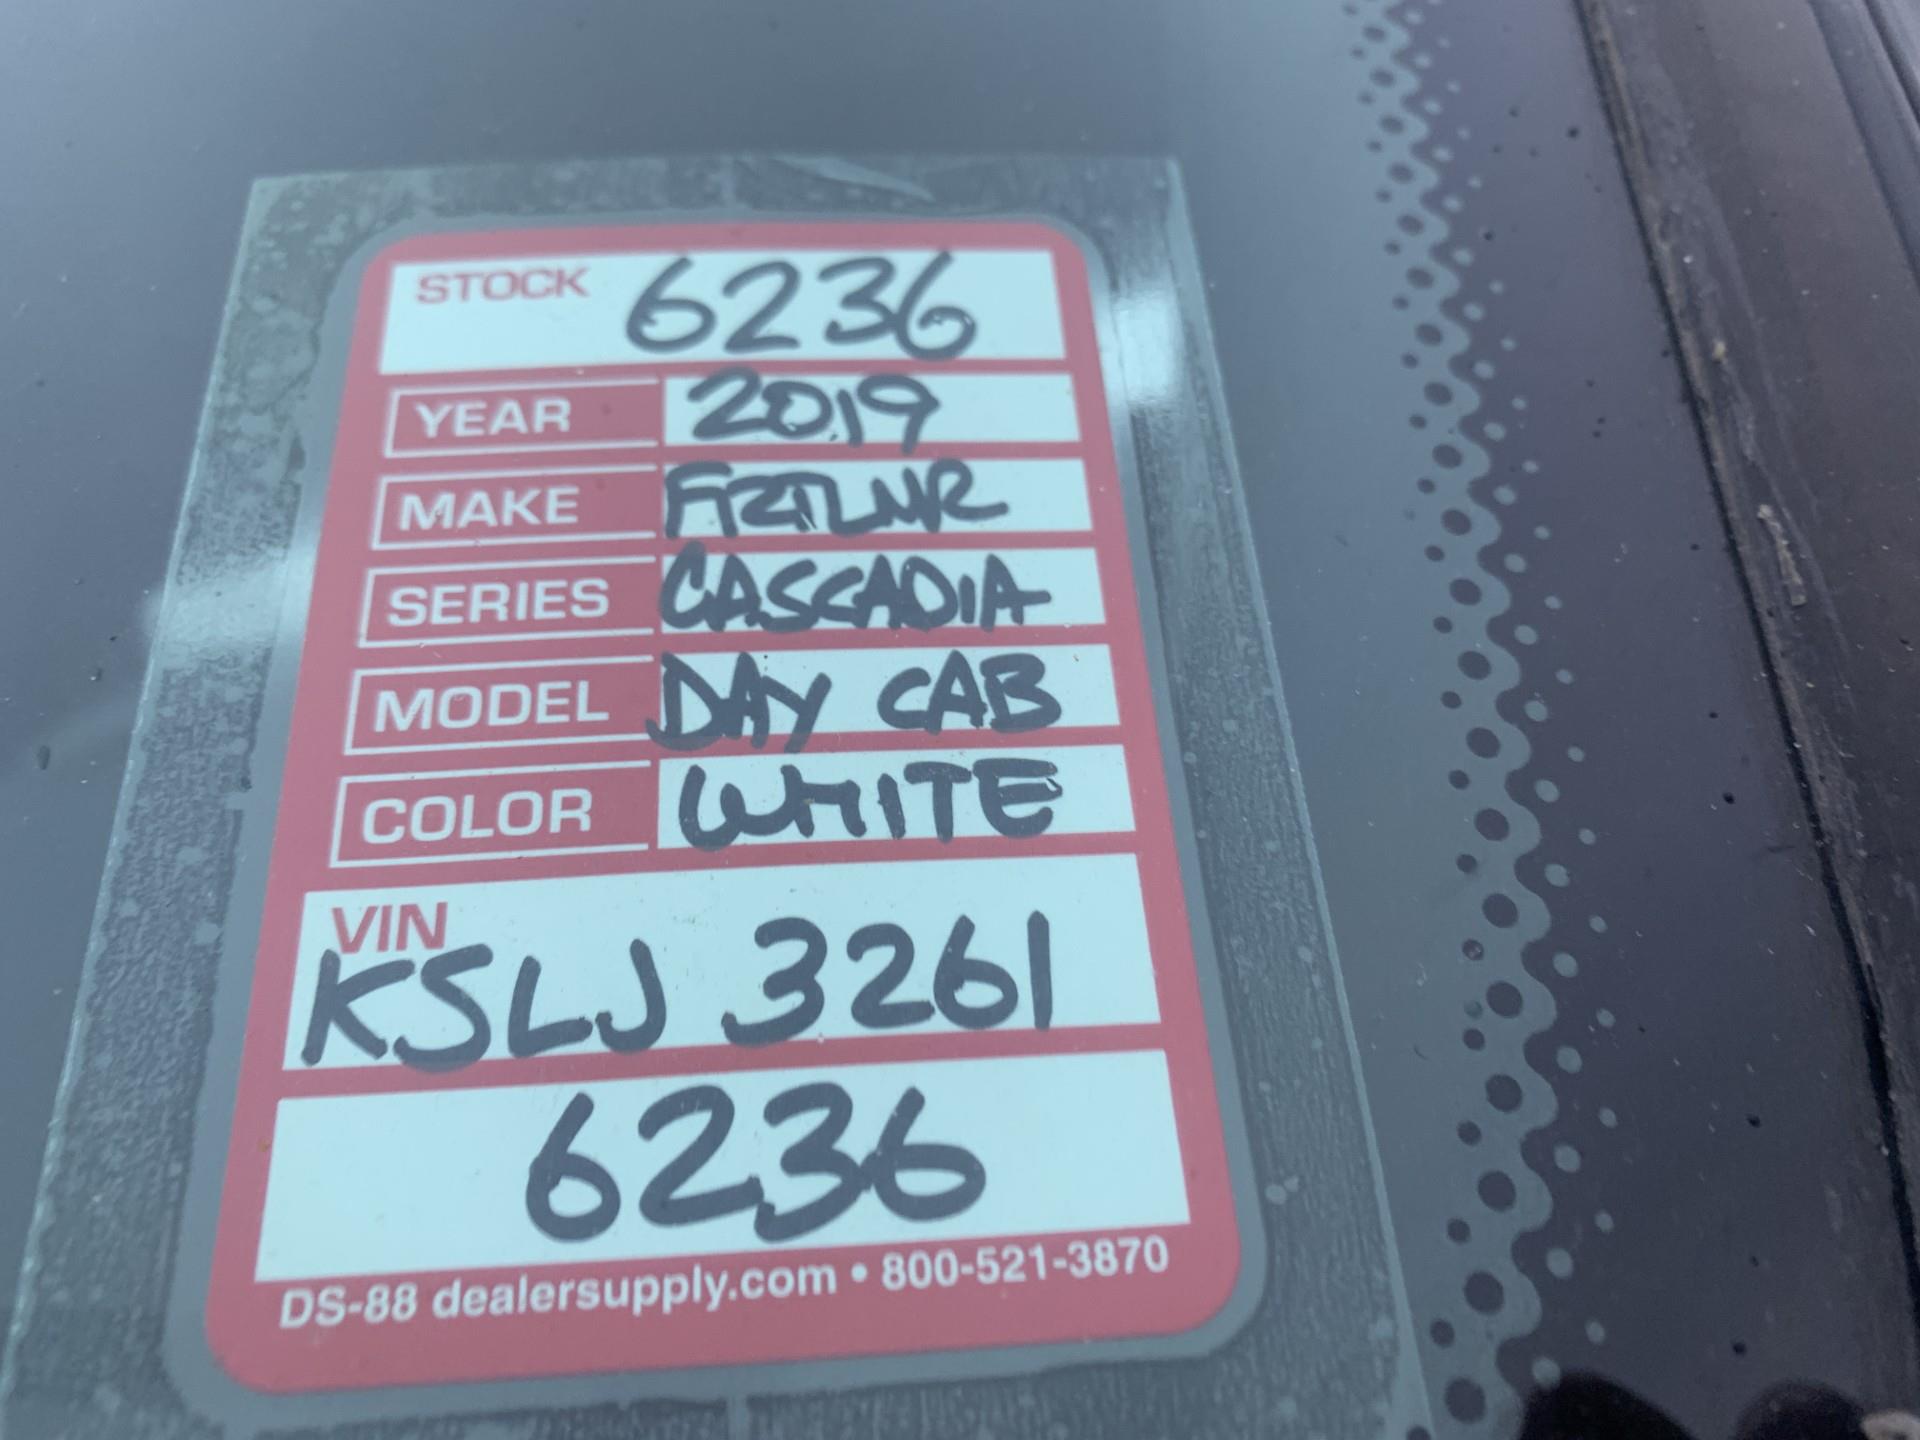 STOCK 6236
YEAR 2019
MAKE FRTLNR
SERIES CASCADIA
MODEL DAY CAB
COLOR WHITE
VIN
KSLJ 3261
6236
DS-88 dealersupply.com • 800-521-3870